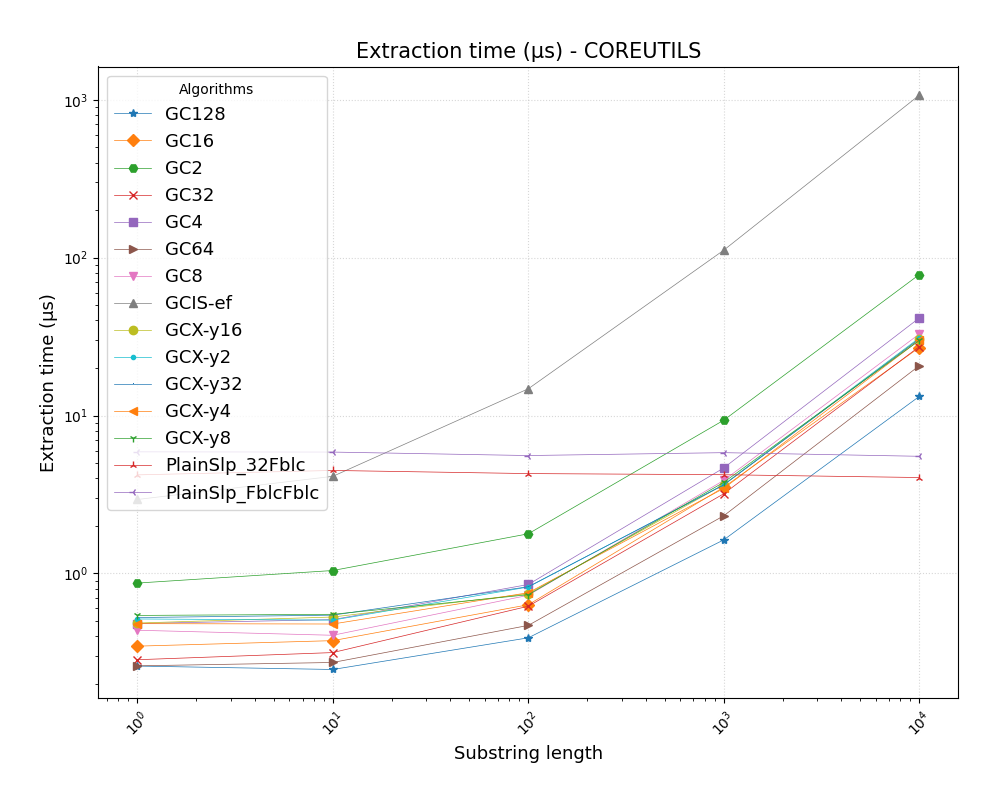 Extraction time (µs) - COREUTILS
Extraction time (µs)
10³
10²
10¹
10⁰
Algorithms
GC128
GC16
GC2
GC32
GC4
GC64
GC8
GCIS-ef
GCX-y16
GCX-y2
GCX-y32
GCX-y4
GCX-y8
PlainSlp_32Fblc
PlainSlp_FblcFblc
10⁰ 10¹ 10² 10³ 10⁴
Substring length